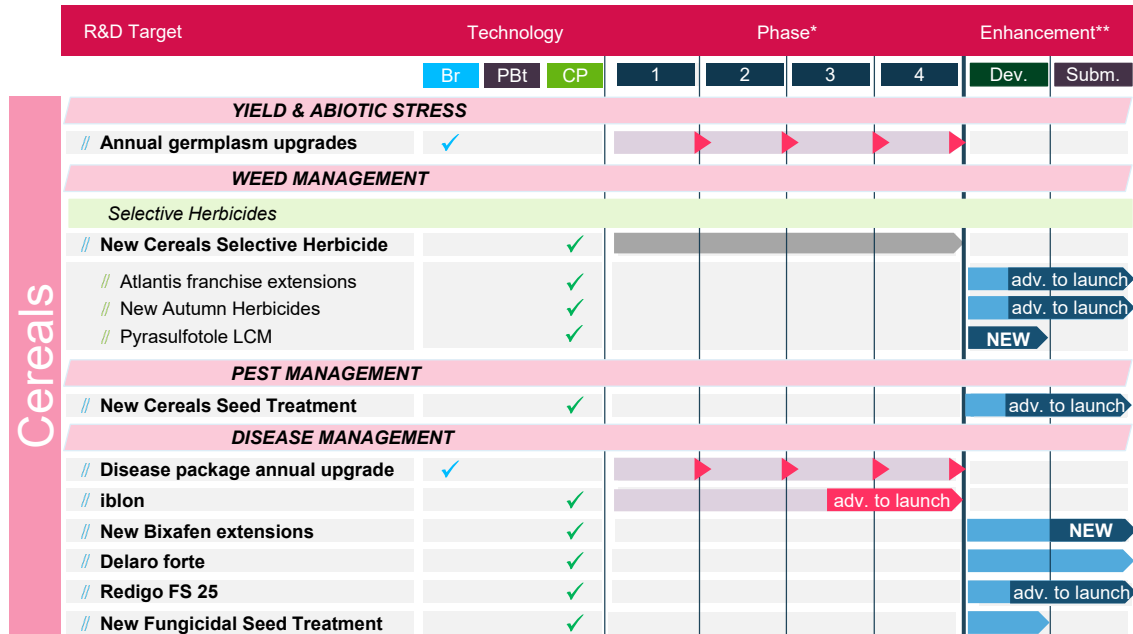 R&D Target Technology Phase* Enhancement**
Br PBt CP 1 2 3 4 Dev. Subm.
Cereals
YIELD & ABIOTIC STRESS
// Annual germplasm upgrades ✓
WEED MANAGEMENT
Selective Herbicides
// New Cereals Selective Herbicide ✓
// Atlantis franchise extensions ✓ adv. to launch
// New Autumn Herbicides ✓ adv. to launch
// Pyrasulfotole LCM ✓ NEW
PEST MANAGEMENT
// New Cereals Seed Treatment ✓ adv. to launch
DISEASE MANAGEMENT
// Disease package annual upgrade ✓
// iblon ✓ adv. to launch
// New Bixafen extensions ✓ NEW
// Delaro forte ✓
// Redigo FS 25 ✓ adv. to launch
// New Fungicidal Seed Treatment ✓